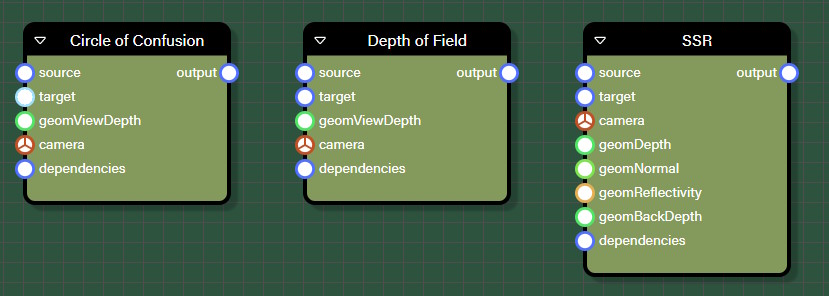 Circle of Confusion
source output
target
geomViewDepth
camera
dependencies
Depth of Field
source output
target
geomViewDepth
camera
dependencies
SSR
source output
target
camera
geomDepth
geomNormal
geomReflectivity
geomBackDepth
dependencies